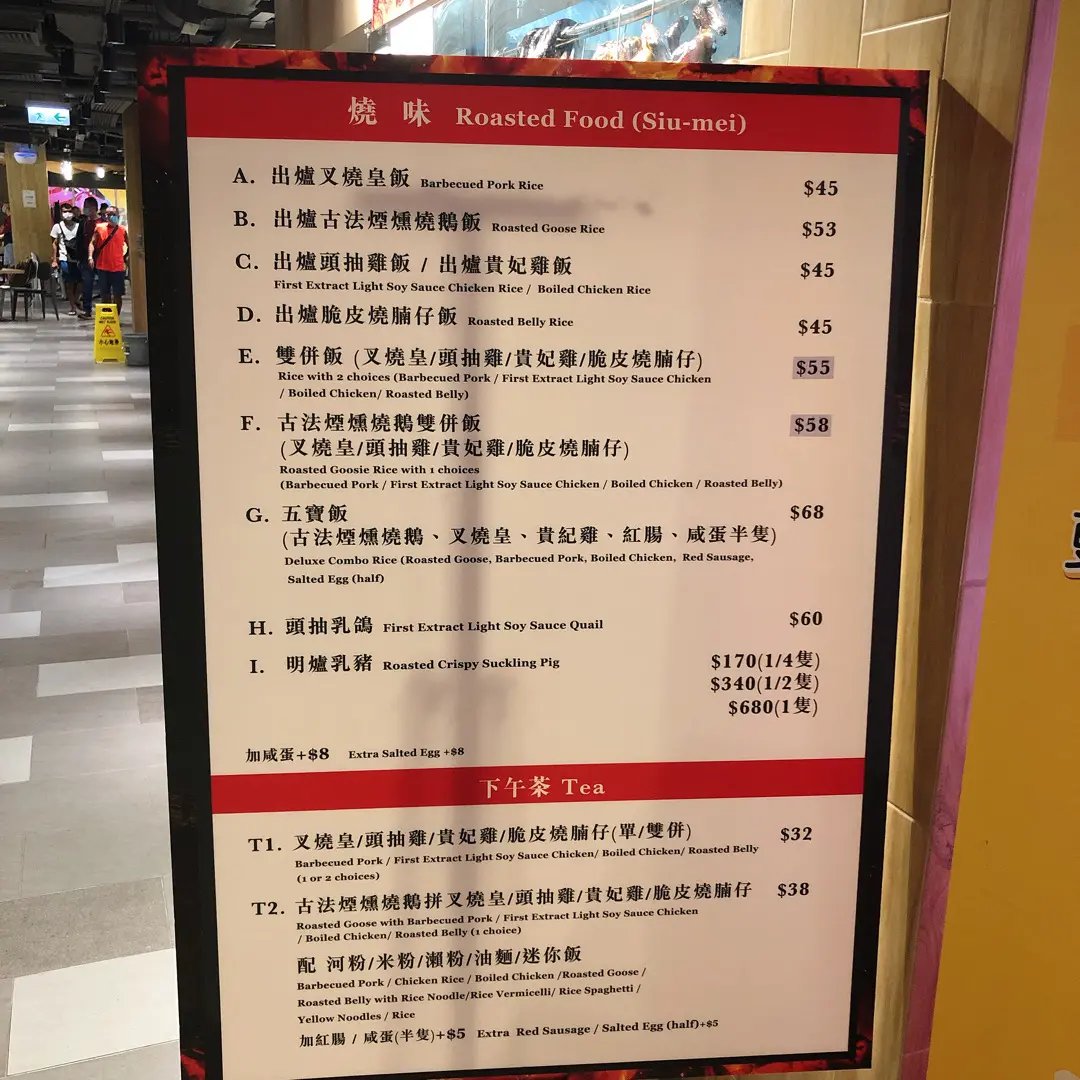 燒 味 Roasted Food (Siu-mei)
A. 出爐叉燒皇飯 Barbecued Pork Rice $45
B. 出爐古法煙燻燒鵝飯 Roasted Goose Rice $53
C. 出爐頭抽雞飯 / 出爐貴妃雞飯 $45
First Extract Light Soy Sauce Chicken Rice / Boiled Chicken Rice
D. 出爐脆皮燒腩仔飯 Roasted Belly Rice $45
E. 雙併飯 (叉燒皇/頭抽雞/貴妃雞/脆皮燒腩仔) $55
Rice with 2 choices (Barbecued Pork / First Extract Light Soy Sauce Chicken
/ Boiled Chicken/ Roasted Belly)
F. 古法煙燻燒鵝雙併飯 $58
(叉燒皇/頭抽雞/貴妃雞/脆皮燒腩仔)
Roasted Goosie Rice with 1 choices
(Barbecued Pork / First Extract Light Soy Sauce Chicken / Boiled Chicken / Roasted Belly)
G. 五寶飯 $68
(古法煙燻燒鵝、叉燒皇、貴紀雞、紅腸、咸蛋半隻)
Deluxe Combo Rice (Roasted Goose, Barbecued Pork, Boiled Chicken, Red Sausage,
Salted Egg (half)
H. 頭抽乳鴿 First Extract Light Soy Sauce Quail $60
I. 明爐乳豬 Roasted Crispy Suckling Pig $170(1/4隻)
$340(1/2隻)
$680(1隻)
加咸蛋+$8 Extra Salted Egg +$8
下午茶 Tea
T1. 叉燒皇/頭抽雞/貴妃雞/脆皮燒腩仔(單/雙併) $32
Barbecued Pork / First Extract Light Soy Sauce Chicken/ Boiled Chicken/ Roasted Belly
(1 or 2 choices)
T2. 古法煙燻燒鵝拼叉燒皇/頭抽雞/貴妃雞/脆皮燒腩仔 $38
Roasted Goose with Barbecued Pork / First Extract Light Soy Sauce Chicken
/ Boiled Chicken/ Roasted Belly (1 choice)
配 河粉/米粉/瀨粉/油麵/迷你飯
Barbecued Pork / Chicken Rice / Boiled Chicken /Roasted Goose /
Roasted Belly with Rice Noodle/Rice Vermicelli/ Rice Spaghetti /
Yellow Noodles / Rice
加紅腸 / 咸蛋(半隻)+$5 Extra Red Sausage / Salted Egg (half)+$5
小心地滑